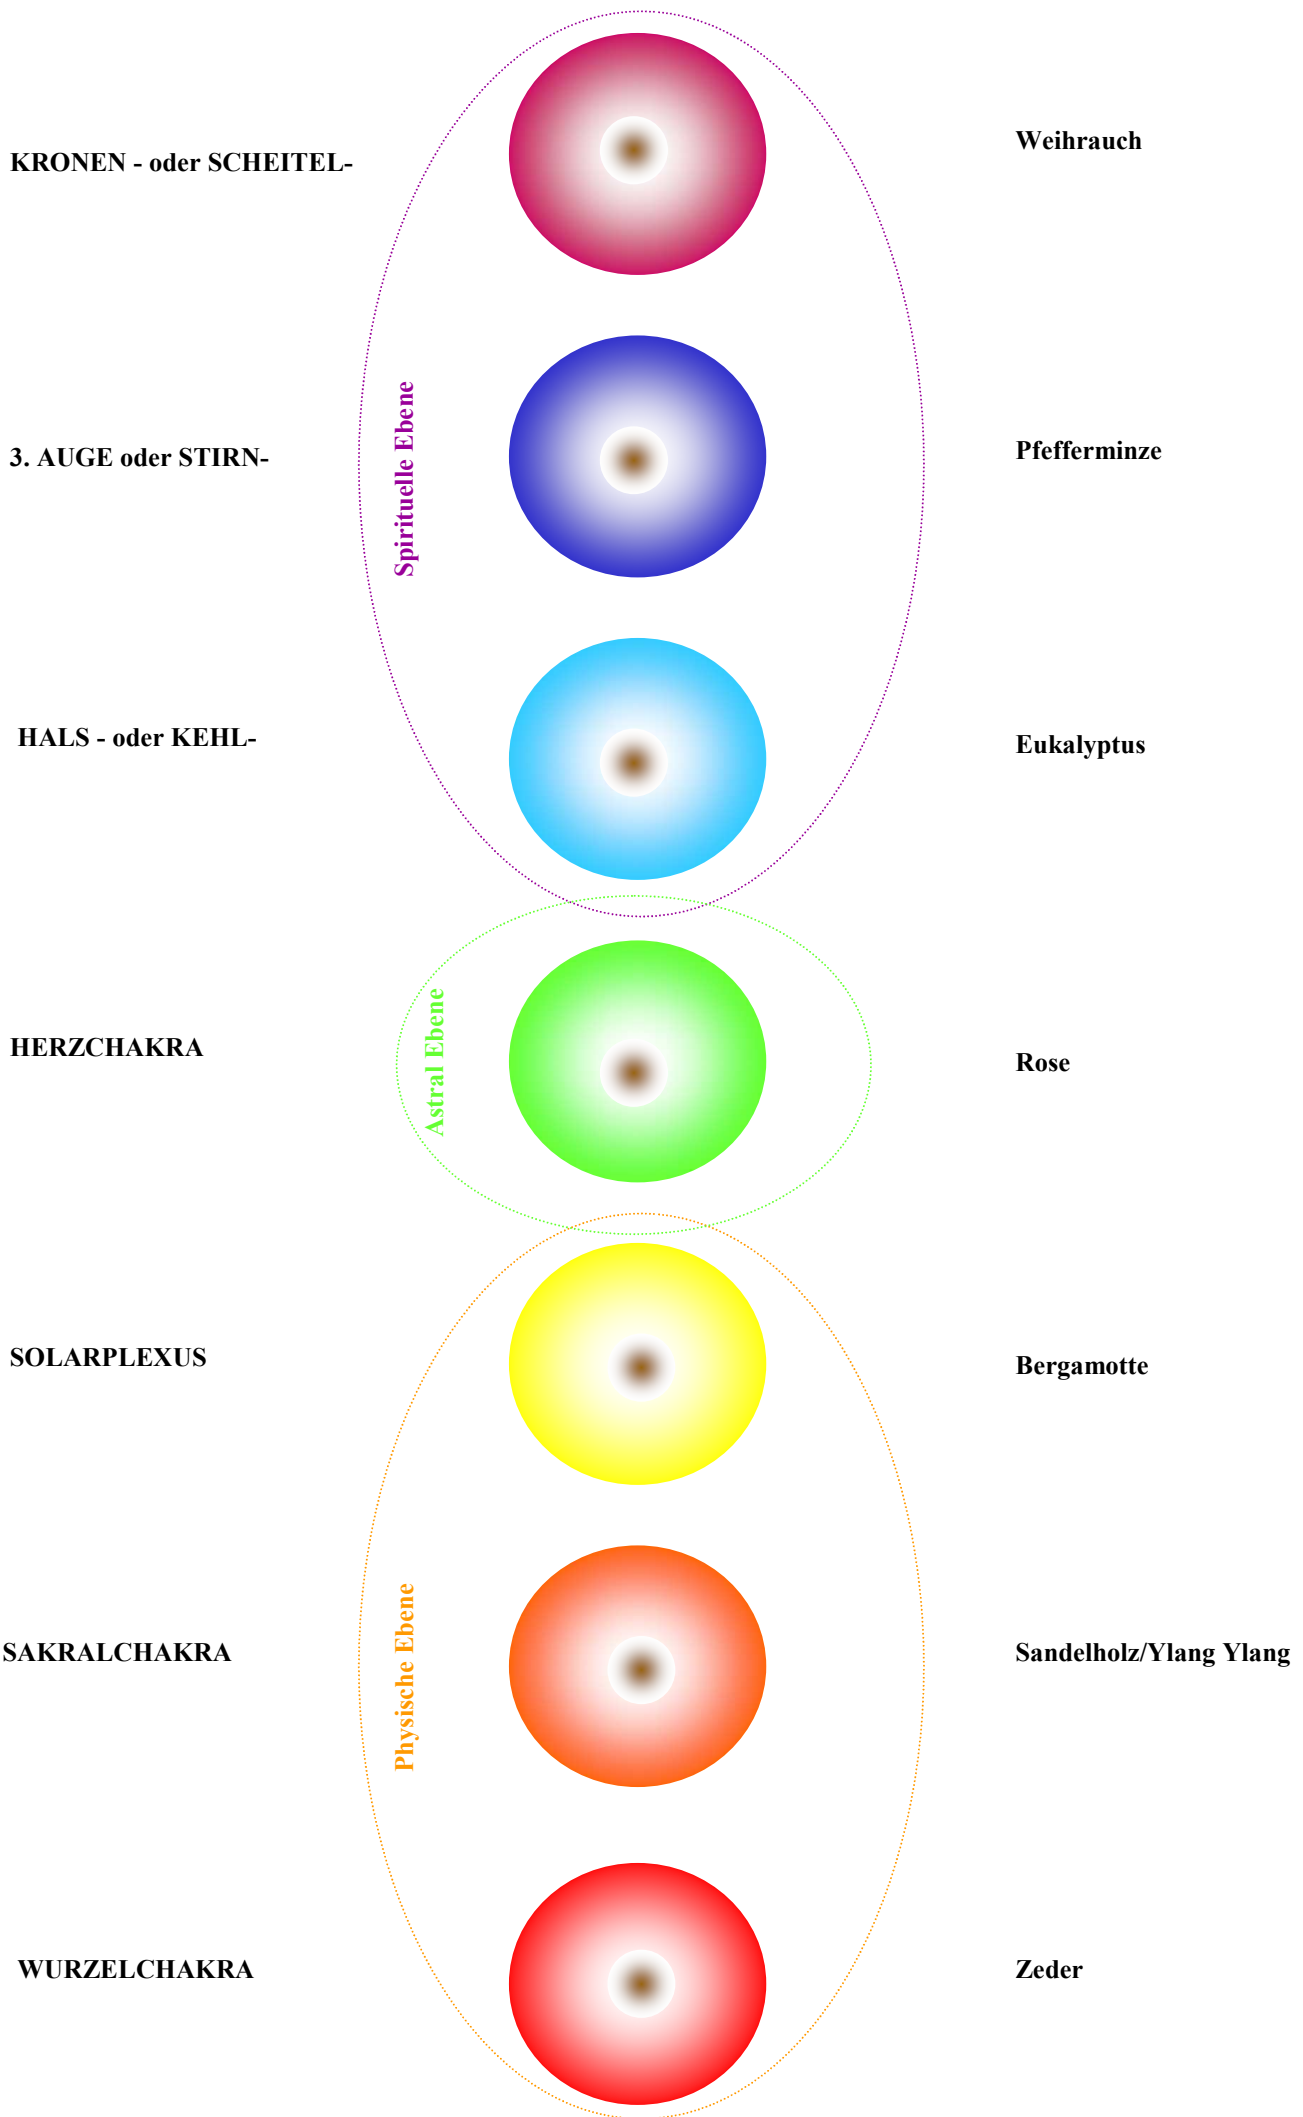 Weihrauch
KRONEN - oder SCHEITEL-
Spirituelle Ebene
3. AUGE oder STIRN-
Pfefferminze
HALS - oder KEHL-
Eukalyptus
Astral Ebene
HERZCHAKRA
Rose
SOLARPLEXUS
Bergamotte
Physische Ebene
SAKRALCHAKRA
Sandelholz/Ylang Ylang
WURZELCHAKRA
Zeder